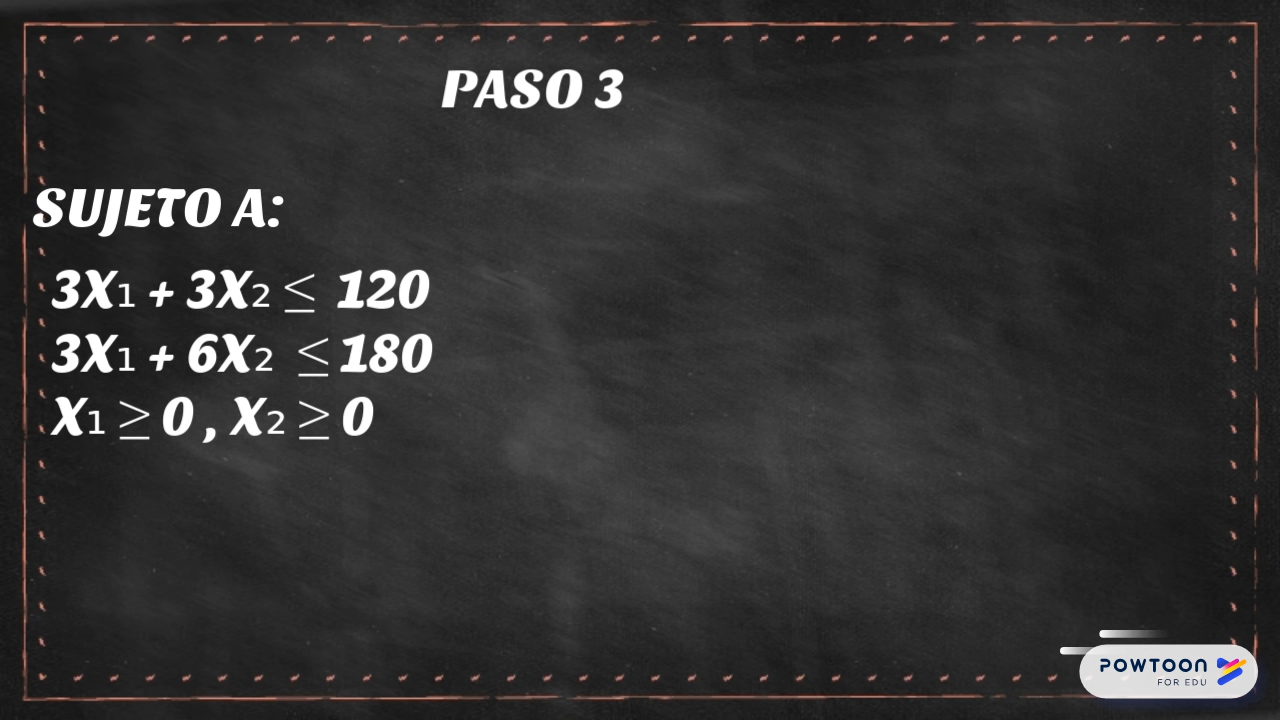 PASO 3
SUJETO A:
3X₁ + 3X₂ ≤ 120
3X₁ + 6X₂ ≤ 180
X₁ ≥ 0 , X₂ ≥ 0
POWTOON
FOR EDU